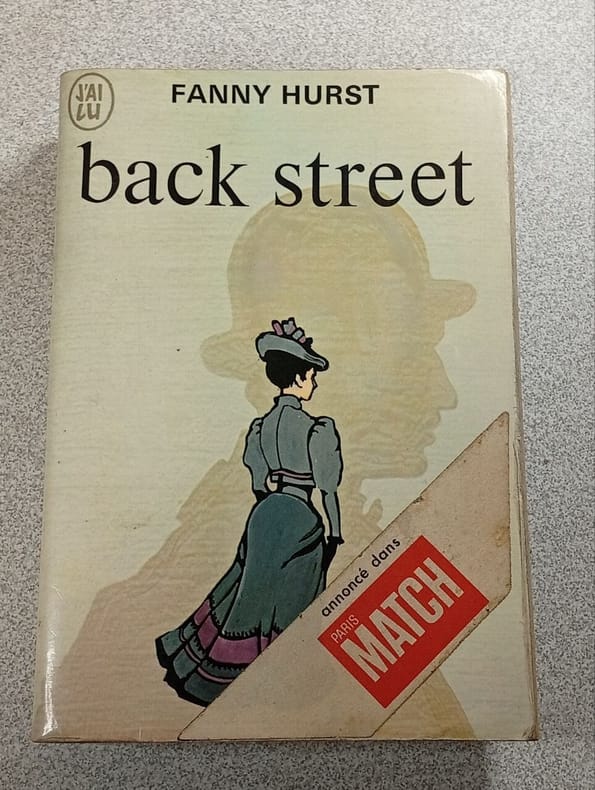 J'AI
LU
FANNY HURST
back street
annoncé dans
PARIS
MATCH